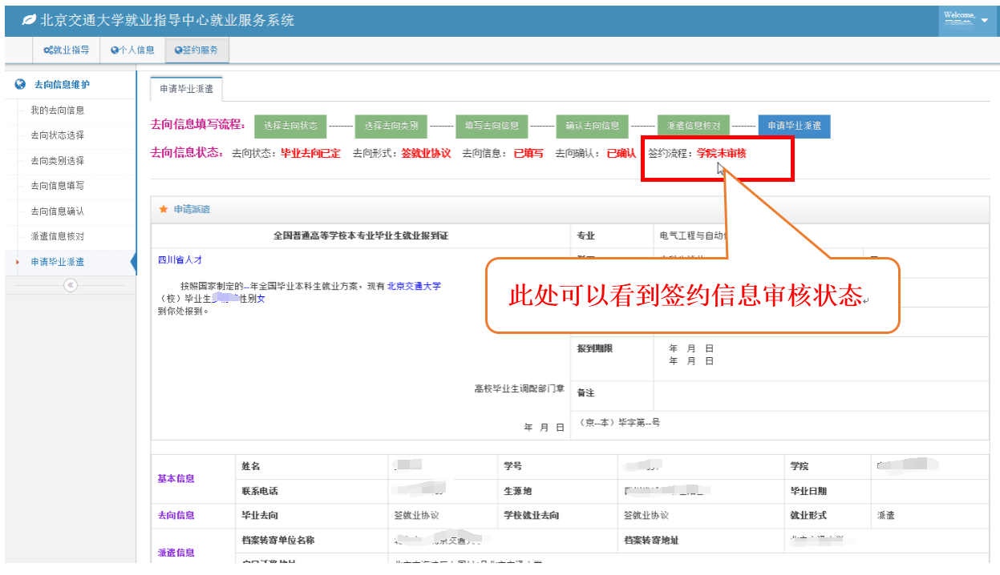 北京交通大学就业指导中心就业服务系统
Welcome,
就业指导 个人信息 签约服务
去向信息维护
我的去向信息
去向状态选择
去向类别选择
去向信息填写
去向信息确认
派遣信息核对
申请毕业派遣
申请毕业派遣
去向信息填写流程： 选择去向状态 -------- 选择去向类别 -------- 填写去向信息 -------- 确认去向信息 -------- 派遣信息核对 -------- 申请毕业派遣
去向信息状态： 去向状态：毕业去向已定 去向形式：签就业协议 去向信息：已填写 去向确认：已确认 签约流程：学院未审核
申请派遣
全国普通高等学校本专业毕业生就业报到证 专业 电气工程与自动
四川省人才
此处可以看到签约信息审核状态
按照国家制定的--年全国毕业本科生就业方案，现有 北京交通大学
（校）毕业生 性别女
到你处报到。
报到期限 年 月 日
年 月 日
高校毕业生调配部门章
备注
年 月 日
（京--本）毕字第--号
基本信息 姓名 学号 学院
联系电话 生源地 毕业日期
去向信息 毕业去向 签就业协议 学校就业去向 签就业协议 就业形式 派遣
派遣信息 档案转寄单位名称 档案转寄地址